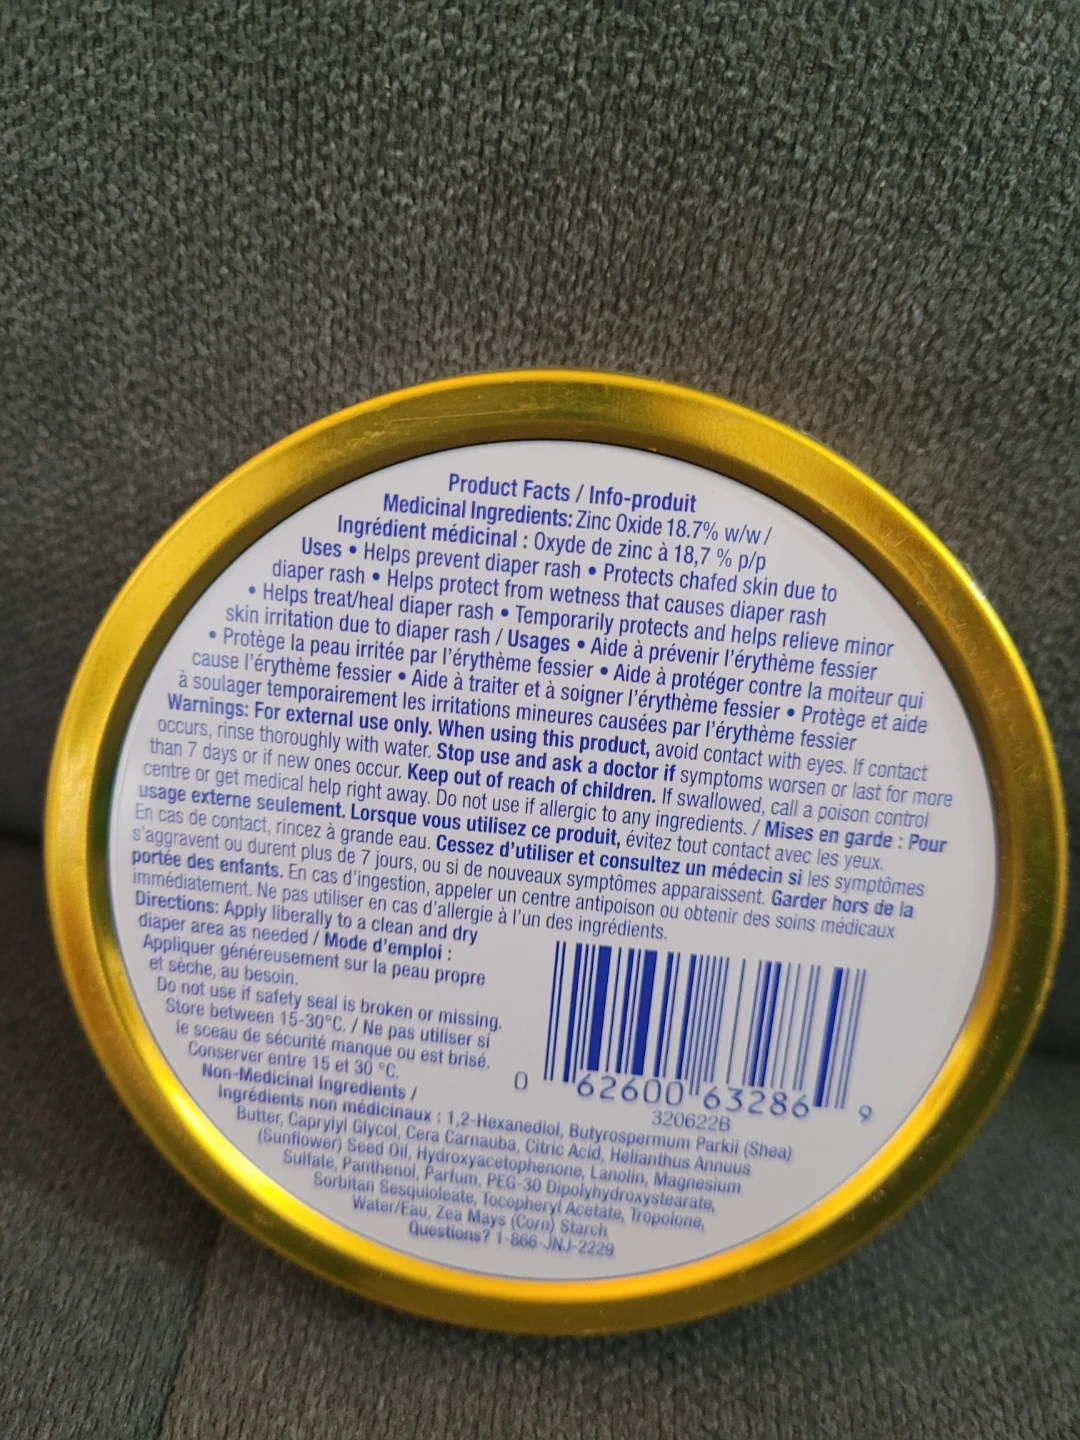 Product Facts / Info-produit
Medicinal Ingredients: Zinc Oxide 18.7% w/w /
Ingrédient médicinal : Oxyde de zinc à 18,7 % p/p
Uses • Helps prevent diaper rash • Protects chafed skin due to
diaper rash • Helps protect from wetness that causes diaper rash
• Helps treat/heal diaper rash • Temporarily protects and helps relieve minor
skin irritation due to diaper rash / Usages • Aide à prévenir l'érythème fessier
• Protège la peau irritée par l'érythème fessier • Aide à protéger contre la moiteur qui
cause l'érythème fessier • Aide à traiter et à soigner l'érythème fessier • Protège et aide
à soulager temporairement les irritations mineures causées par l'érythème fessier
Warnings: For external use only. When using this product, avoid contact with eyes. If contact
occurs, rinse thoroughly with water. Stop use and ask a doctor if symptoms worsen or last for more
than 7 days or if new ones occur. Keep out of reach of children. If swallowed, call a poison control
centre or get medical help right away. Do not use if allergic to any ingredients. / Mises en garde : Pour
usage externe seulement. Lorsque vous utilisez ce produit, évitez tout contact avec les yeux.
En cas de contact, rincez à grande eau. Cessez d'utiliser et consultez un médecin si les symptômes
s'aggravent ou durent plus de 7 jours, ou si de nouveaux symptômes apparaissent. Garder hors de la
portée des enfants. En cas d'ingestion, appeler un centre antipoison ou obtenir des soins médicaux
immédiatement. Ne pas utiliser en cas d'allergie à l'un des ingrédients.
Directions: Apply liberally to a clean and dry
diaper area as needed / Mode d'emploi :
Appliquer généreusement sur la peau propre
et sèche, au besoin.
Do not use if safety seal is broken or missing.
Store between 15-30°C. / Ne pas utiliser si
le sceau de sécurité manque ou est brisé.
Conserver entre 15 et 30 °C.
0 62600 63286 9
320622B
Non-Medicinal Ingredients /
Ingrédients non médicinaux : 1,2-Hexanediol, Butyrospermum Parkii (Shea)
Butter, Caprylyl Glycol, Cera Carnauba, Citric Acid, Helianthus Annuus
(Sunflower) Seed Oil, Hydroxyacetophenone, Lanolin, Magnesium
Sulfate, Panthenol, Parfum, PEG-30 Dipolyhydroxystearate,
Sorbitan Sesquioleate, Tocopheryl Acetate, Tropolone,
Water/Eau, Zea Mays (Corn) Starch
Questions? 1-866-JNJ-2229